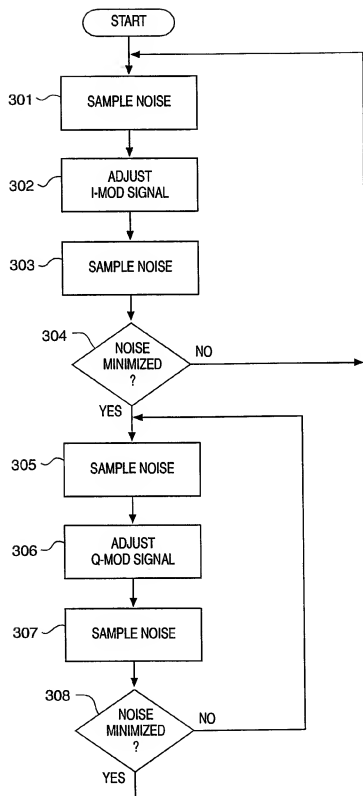 START
301
SAMPLE NOISE
302
ADJUST
I-MOD SIGNAL
303
SAMPLE NOISE
304
NOISE
MINIMIZED
?
NO
YES
305
SAMPLE NOISE
306
ADJUST
Q-MOD SIGNAL
307
SAMPLE NOISE
308
NOISE
MINIMIZED
?
NO
YES